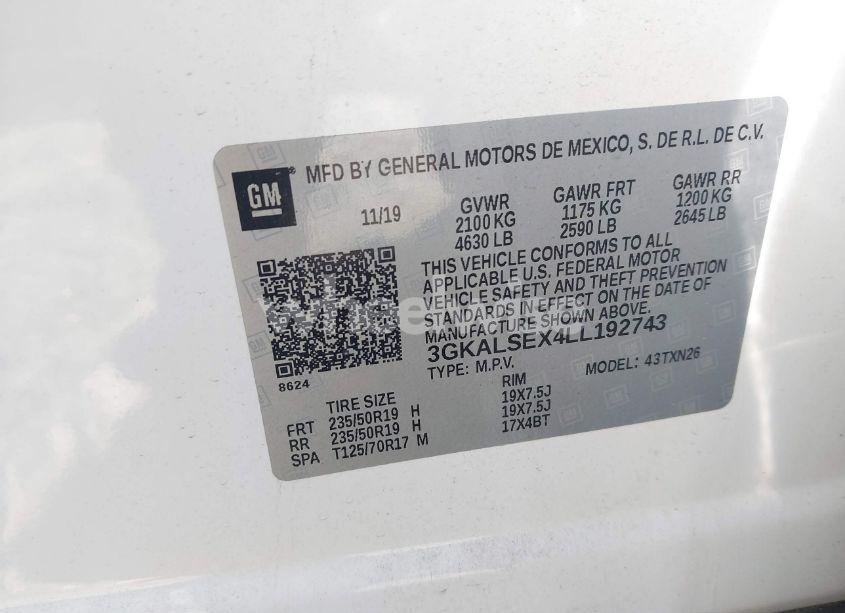 GM
MFD BY GENERAL MOTORS DE MEXICO, S. DE R.L. DE C.V.
11/19
GVWR GAWR FRT GAWR RR
2100 KG 1175 KG 1200 KG
4630 LB 2590 LB 2645 LB
THIS VEHICLE CONFORMS TO ALL
APPLICABLE U.S. FEDERAL MOTOR
VEHICLE SAFETY AND THEFT PREVENTION
STANDARDS IN EFFECT ON THE DATE OF
MANUFACTURE SHOWN ABOVE.
3GKALSEX4LL192743
TYPE: M.P.V. MODEL: 43TXN26
8624
TIRE SIZE RIM
FRT 235/50R19 H 19X7.5J
RR 235/50R19 H 19X7.5J
SPA T125/70R17 M 17X4BT